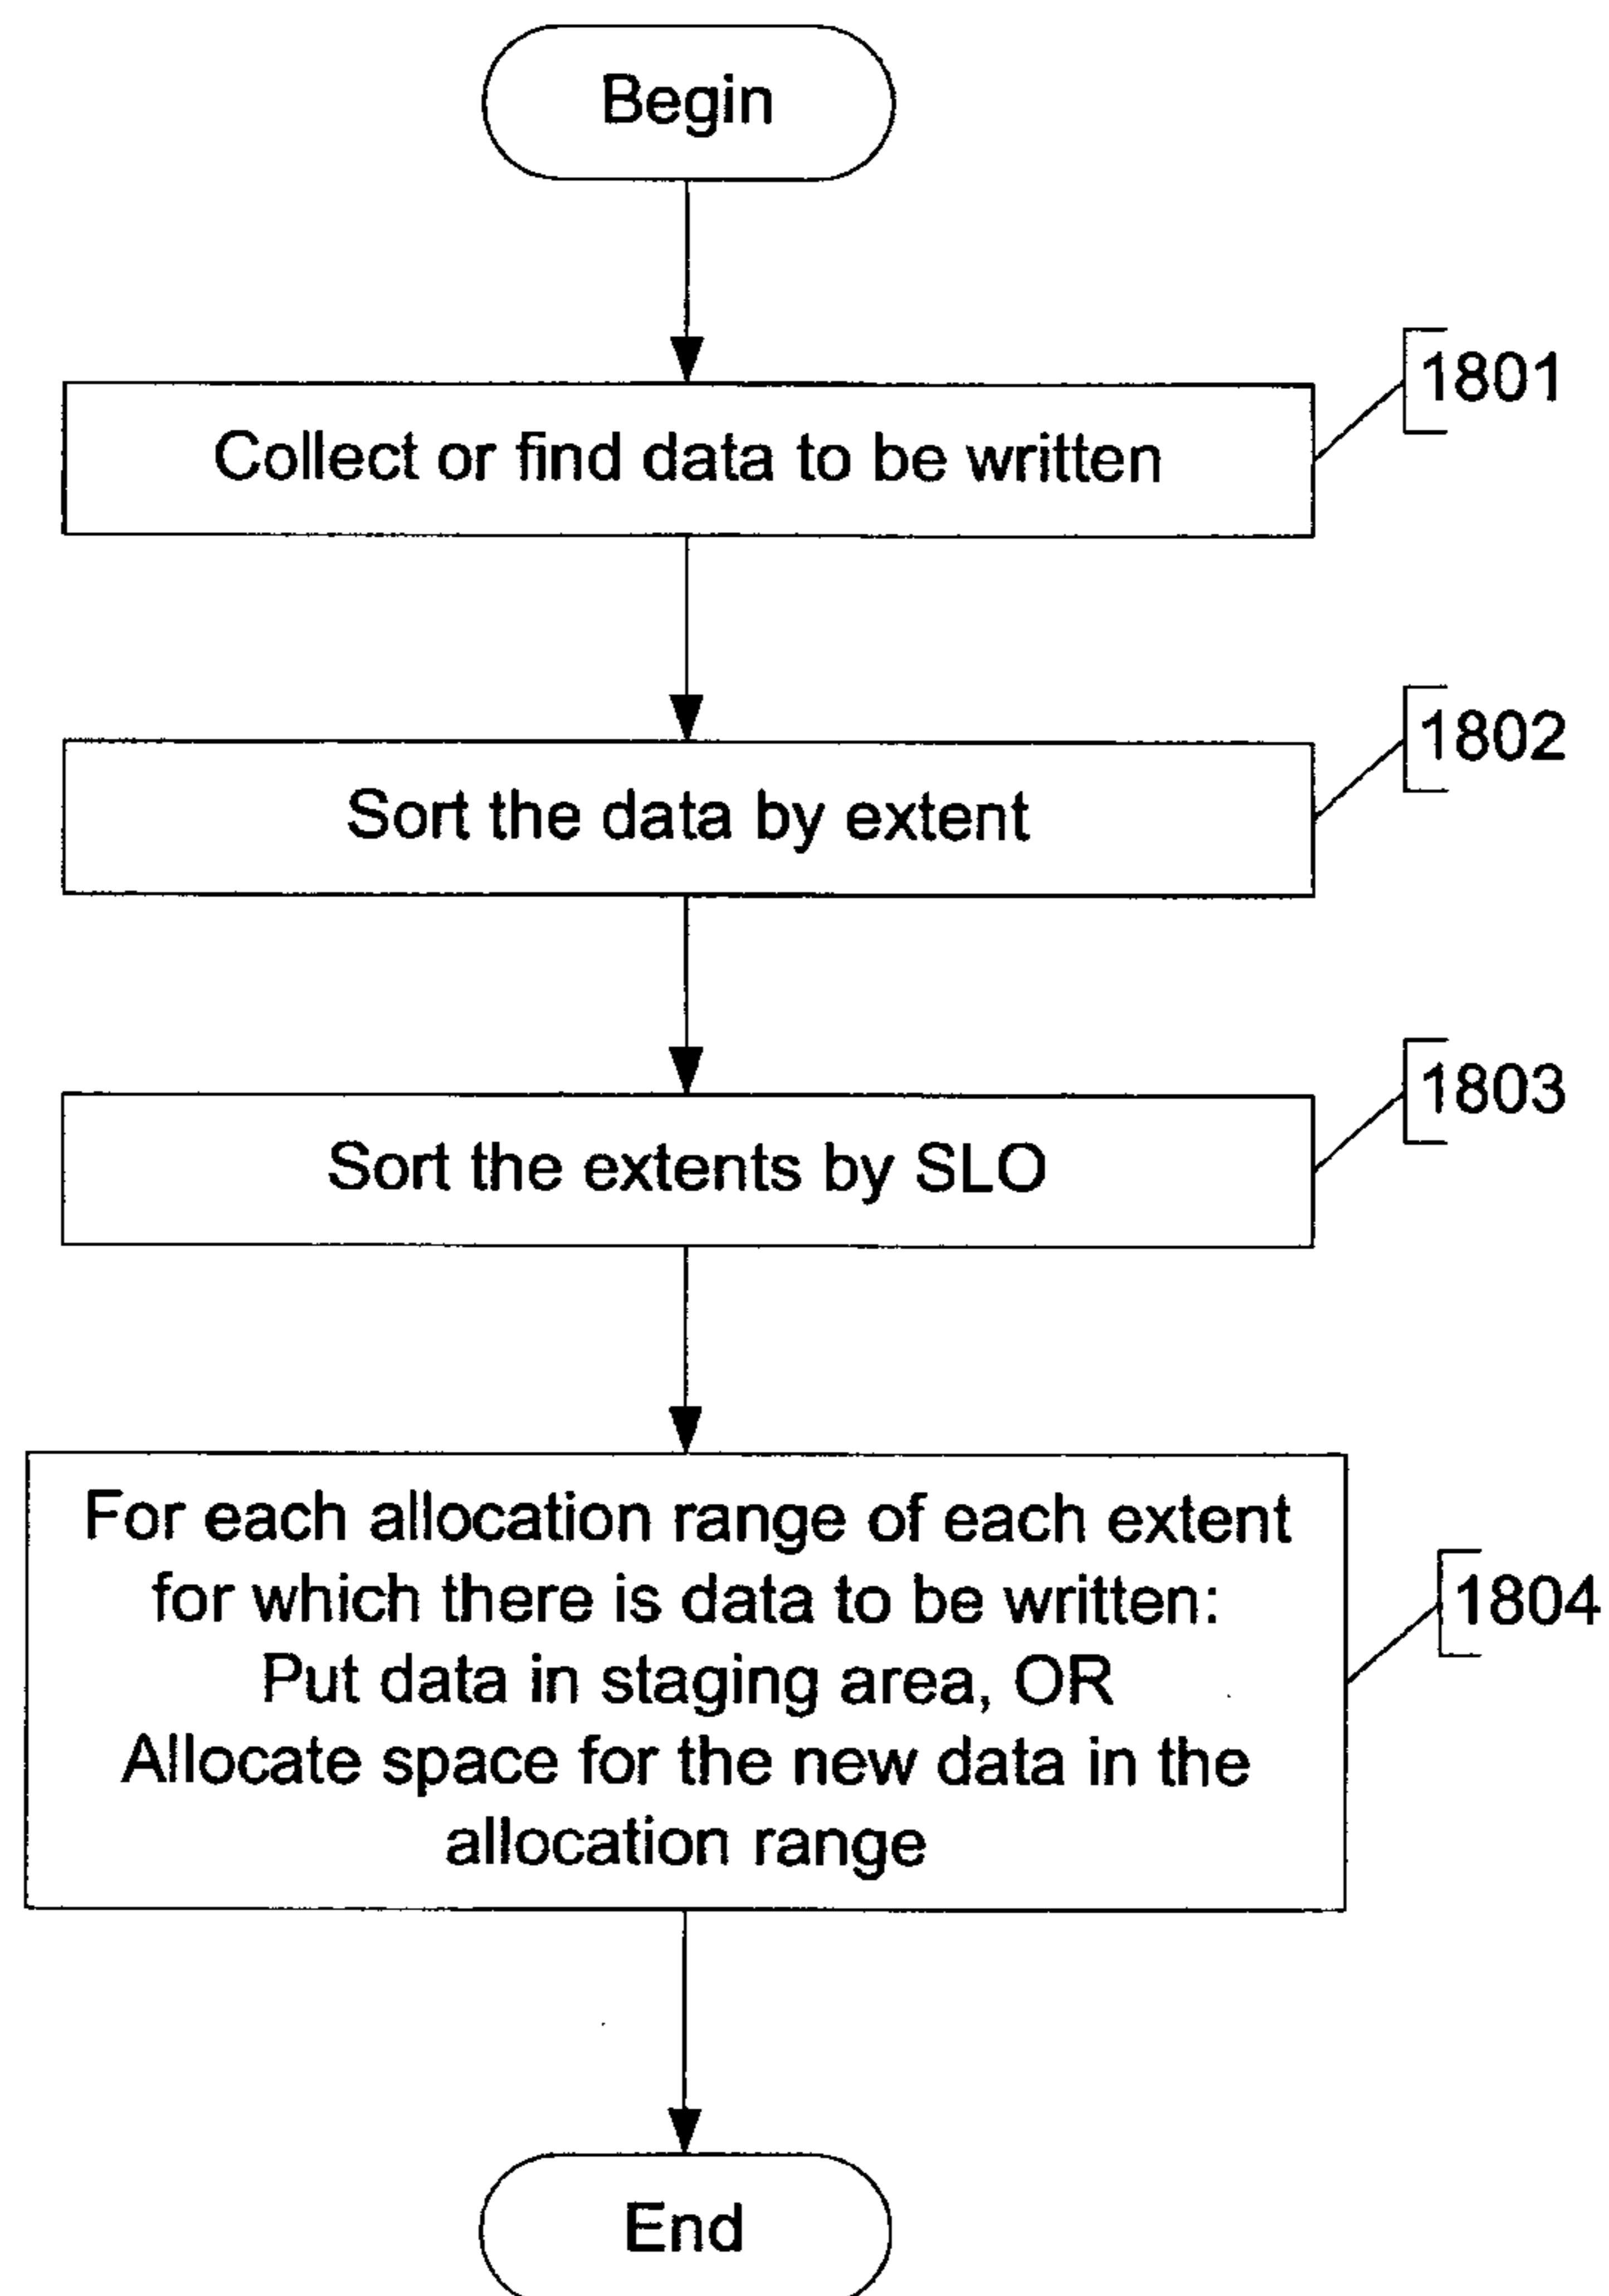 Begin
Collect or find data to be written
1801
Sort the data by extent
1802
Sort the extents by SLO
1803
For each allocation range of each extent
for which there is data to be written:
Put data in staging area, OR
Allocate space for the new data in the
allocation range
1804
End